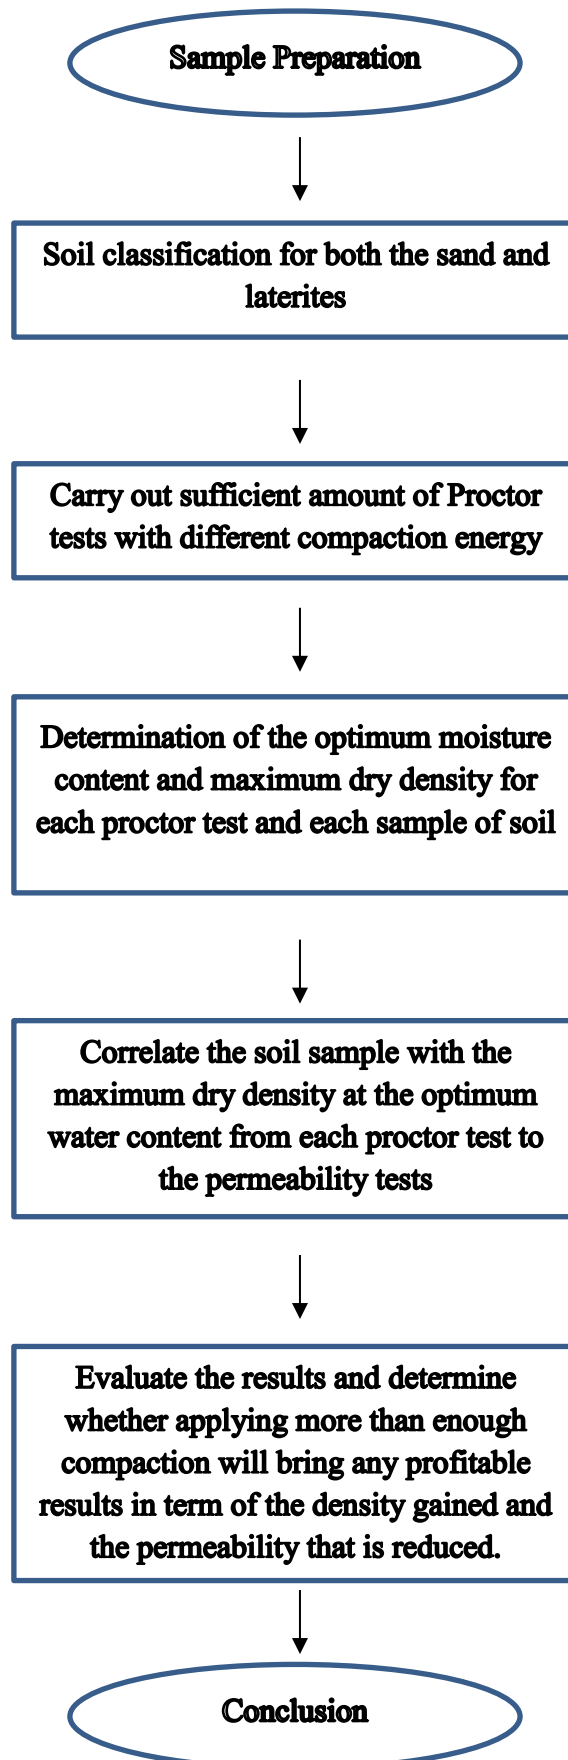 Sample Preparation
Soil classification for both the sand and
laterites
Carry out sufficient amount of Proctor
tests with different compaction energy
Determination of the optimum moisture
content and maximum dry density for
each proctor test and each sample of soil
Correlate the soil sample with the
maximum dry density at the optimum
water content from each proctor test to
the permeability tests
Evaluate the results and determine
whether applying more than enough
compaction will bring any profitable
results in term of the density gained and
the permeability that is reduced.
Conclusion